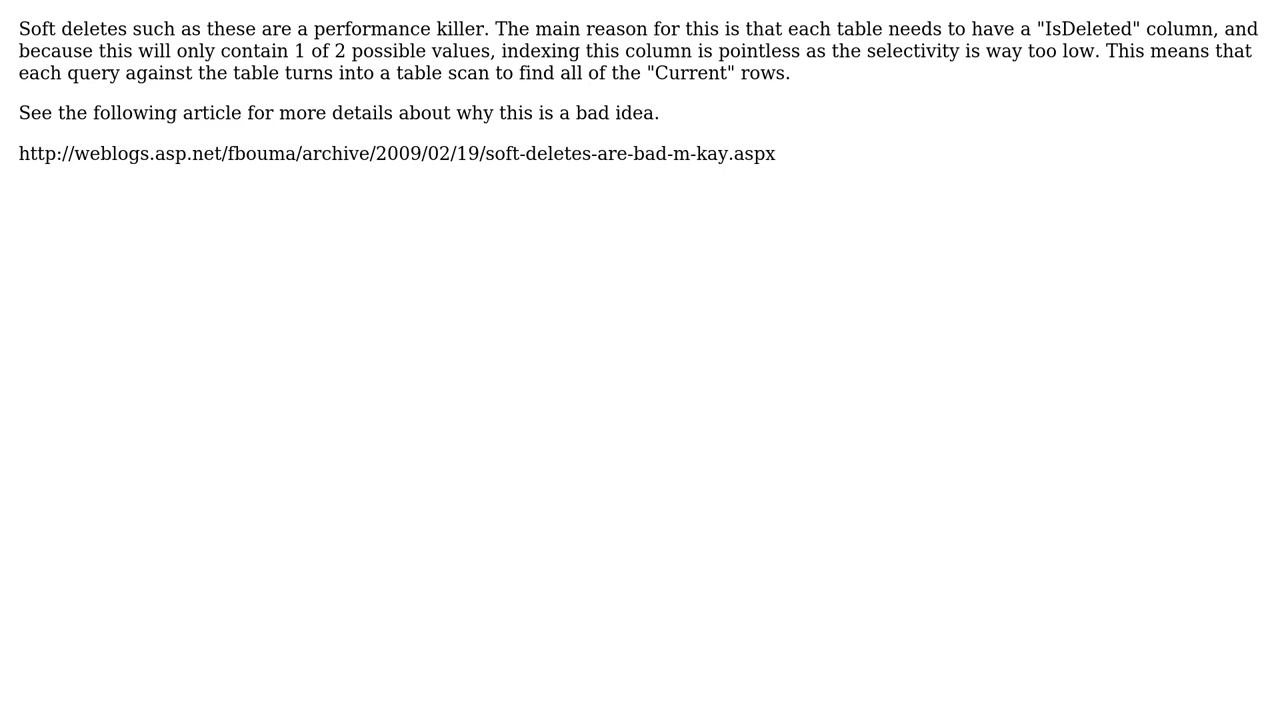 Soft deletes such as these are a performance killer. The main reason for this is that each table needs to have a "IsDeleted" column, and
because this will only contain 1 of 2 possible values, indexing this column is pointless as the selectivity is way too low. This means that
each query against the table turns into a table scan to find all of the "Current" rows.
See the following article for more details about why this is a bad idea.
http://weblogs.asp.net/fbouma/archive/2009/02/19/soft-deletes-are-bad-m-kay.aspx